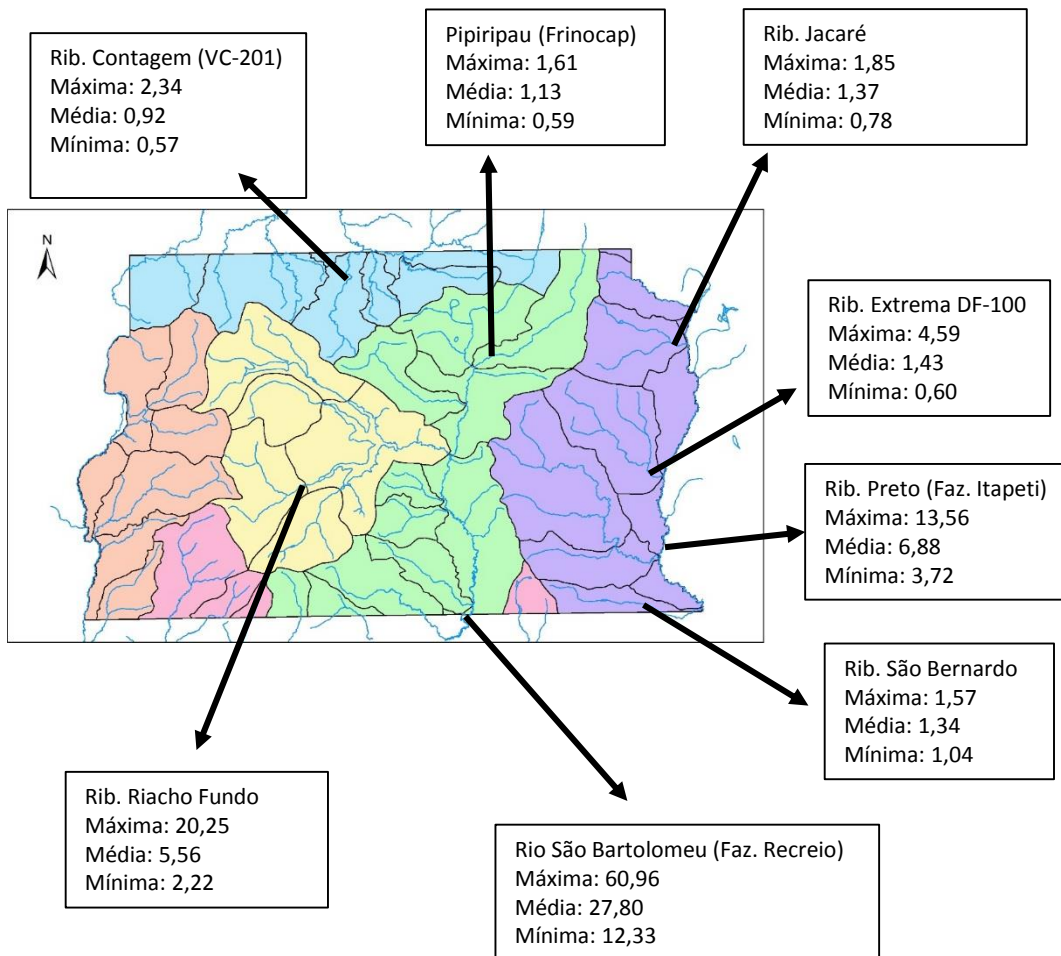 Rib. Contagem (VC-201)
Máxima: 2,34
Média: 0,92
Mínima: 0,57
Pipiripau (Frinocap)
Máxima: 1,61
Média: 1,13
Mínima: 0,59
Rib. Jacaré
Máxima: 1,85
Média: 1,37
Mínima: 0,78
N
Rib. Extrema DF-100
Máxima: 4,59
Média: 1,43
Mínima: 0,60
Rib. Preto (Faz. Itapeti)
Máxima: 13,56
Média: 6,88
Mínima: 3,72
Rib. São Bernardo
Máxima: 1,57
Média: 1,34
Mínima: 1,04
Rib. Riacho Fundo
Máxima: 20,25
Média: 5,56
Mínima: 2,22
Rio São Bartolomeu (Faz. Recreio)
Máxima: 60,96
Média: 27,80
Mínima: 12,33